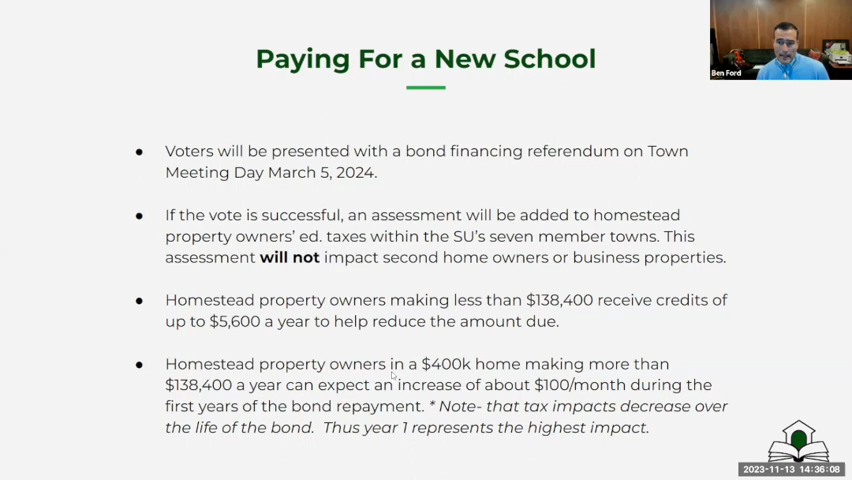 Paying For a New School
Ben Ford
● Voters will be presented with a bond financing referendum on Town
Meeting Day March 5, 2024.
● If the vote is successful, an assessment will be added to homestead
property owners’ ed. taxes within the SU’s seven member towns. This
assessment will not impact second home owners or business properties.
● Homestead property owners making less than $138,400 receive credits of
up to $5,600 a year to help reduce the amount due.
● Homestead property owners in a $400k home making more than
$138,400 a year can expect an increase of about $100/month during the
first years of the bond repayment. * Note- that tax impacts decrease over
the life of the bond. Thus year 1 represents the highest impact.
2023-11-13 14:36:08